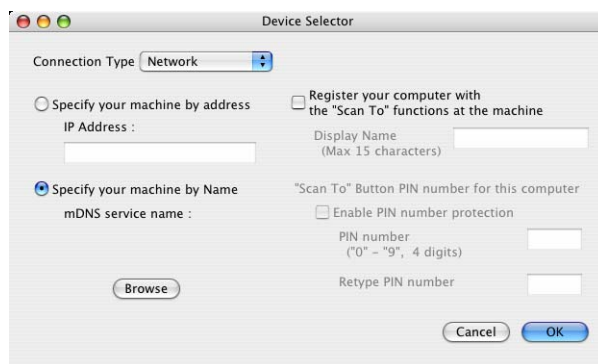 Device Selector
Connection Type Network
Specify your machine by address
IP Address :
Specify your machine by Name
mDNS service name :
Browse
Register your computer with
the "Scan To" functions at the machine
Display Name
(Max 15 characters)
"Scan To" Button PIN number for this computer
Enable PIN number protection
PIN number
("0" - "9", 4 digits)
Retype PIN number
Cancel OK